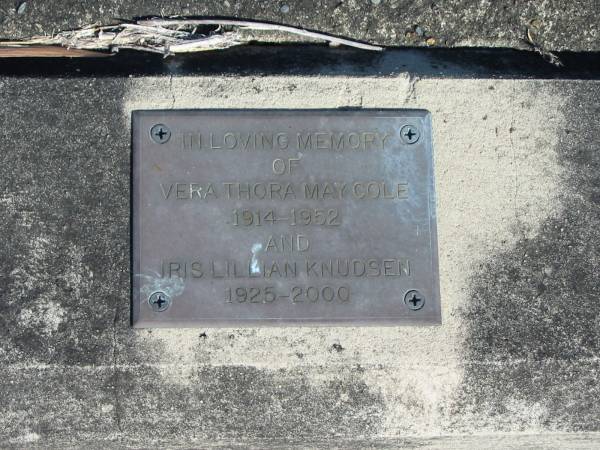 IN LOVING MEMORY
OF
VERA THORA MAY COLE
1914-1952
AND
IRIS LILLIAN KNUDSEN
1925-2000